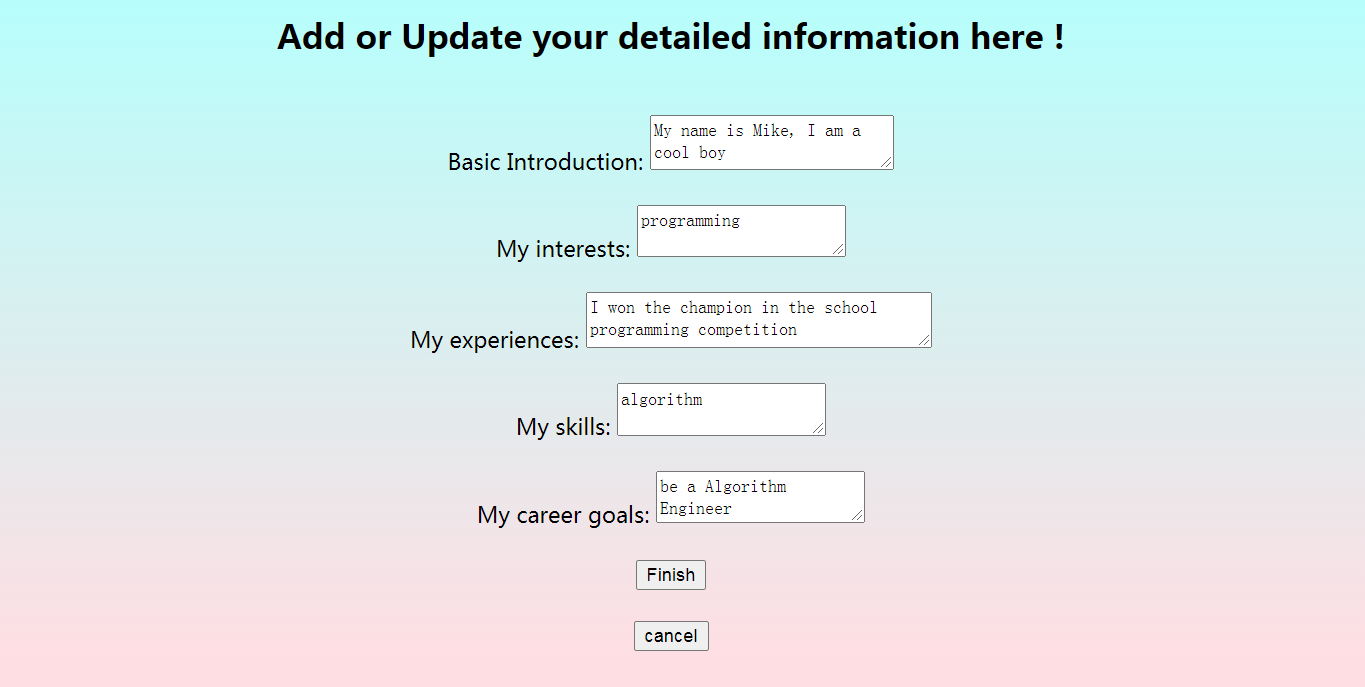 Add or Update your detailed information here !
Basic Introduction:
My name is Mike, I am a
cool boy
My interests:
programming
My experiences:
I won the champion in the school
programming competition
My skills:
algorithm
My career goals:
be a Algorithm
Engineer
Finish
cancel